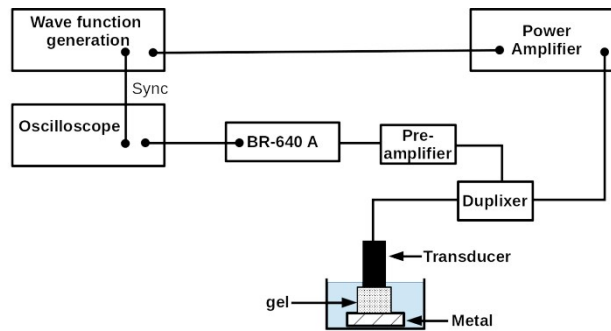 Wave function
generation
Power
Amplifier
Sync
Oscilloscope
BR-640 A
Pre-
amplifier
Duplixer
Transducer
gel
Metal